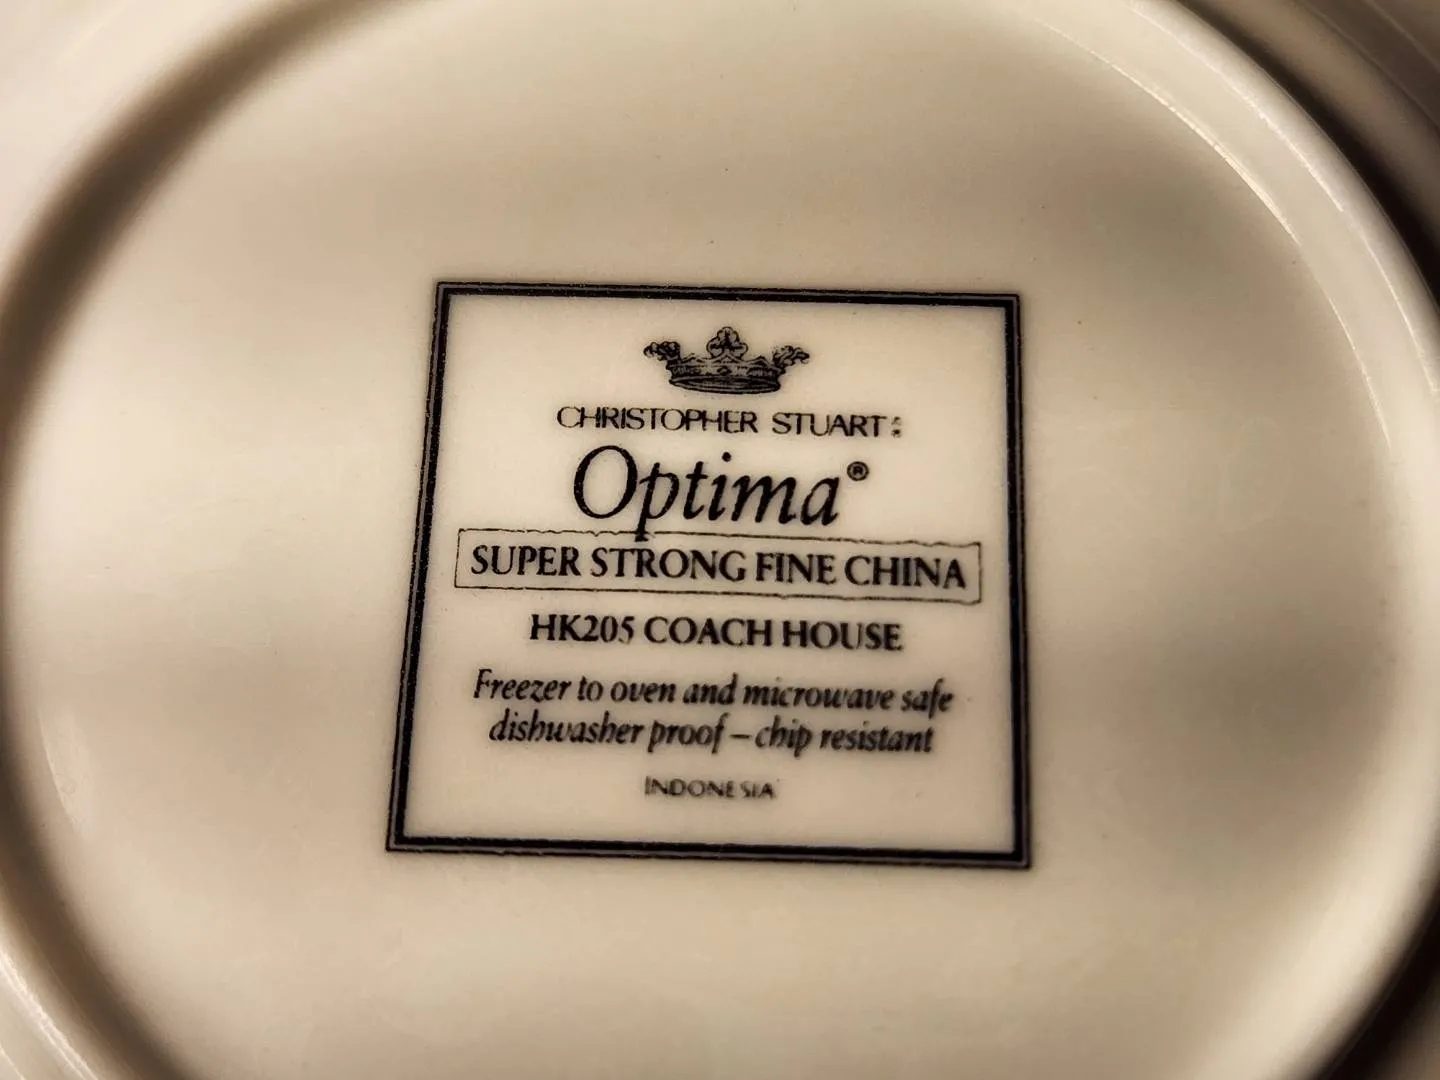 CHRISTOPHER STUART
Optima®
SUPER STRONG FINE CHINA
HK205 COACH HOUSE
Freezer to oven and microwave safe
dishwasher proof – chip resistant
INDONESIA